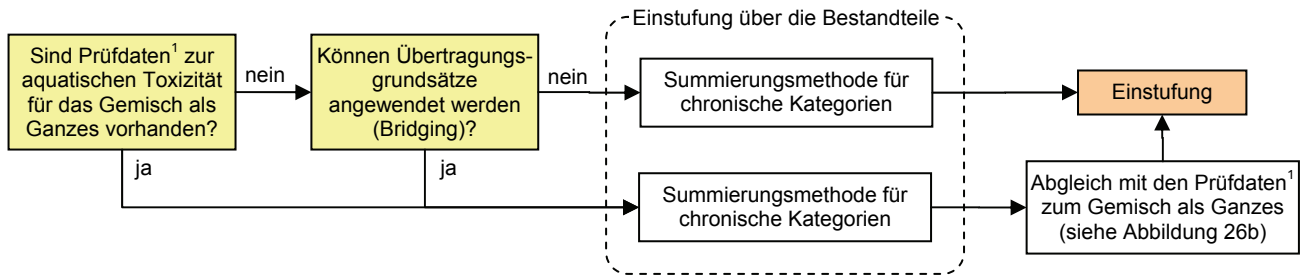 Einstufung über die Bestandteile
Sind Prüfdaten¹ zur
aquatischen Toxizität
für das Gemisch als
Ganzes vorhanden?
nein
Können Übertragungs-
grundsätze
angewendet werden
(Bridging)?
nein
Summierungsmethode für
chronische Kategorien
Einstufung
ja
ja
Summierungsmethode für
chronische Kategorien
Abgleich mit den Prüfdaten¹
zum Gemisch als Ganzes
(siehe Abbildung 26b)